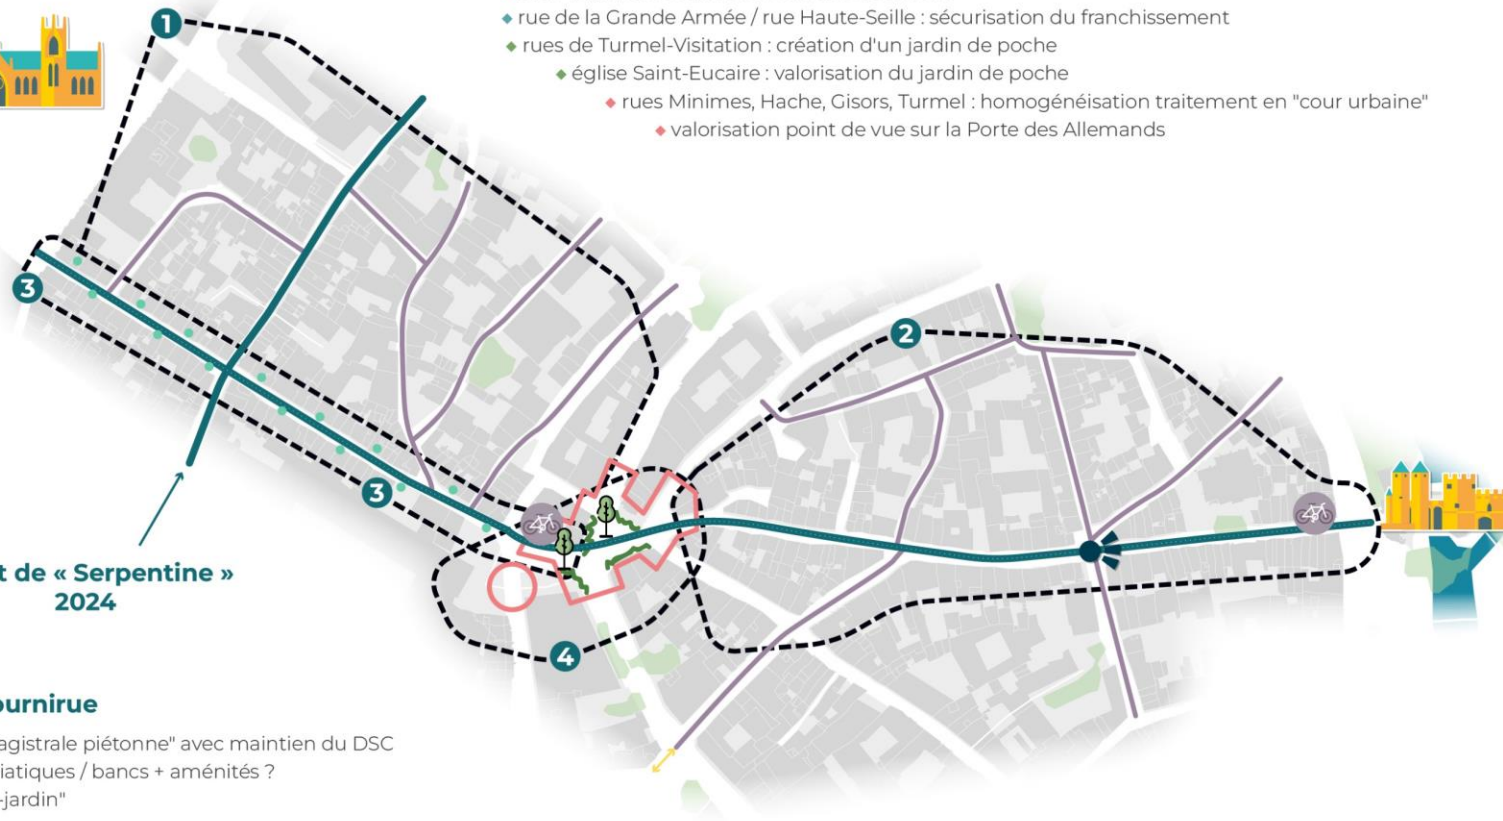 rue de la Grande Armée / rue Haute-Seille : sécurisation du franchissement
rues de Turmel-Visitation : création d'un jardin de poche
église Saint-Eucaire : valorisation du jardin de poche
rues Minimes, Hache, Gisors, Turmel : homogénéisation traitement en "cour urbaine"
valorisation point de vue sur la Porte des Allemands
1
3
2
3
t de « Serpentine »
2024
4
ournirue
agistrale piétonne" avec maintien du DSC
iatiques / bancs + aménités ?
-jardin"